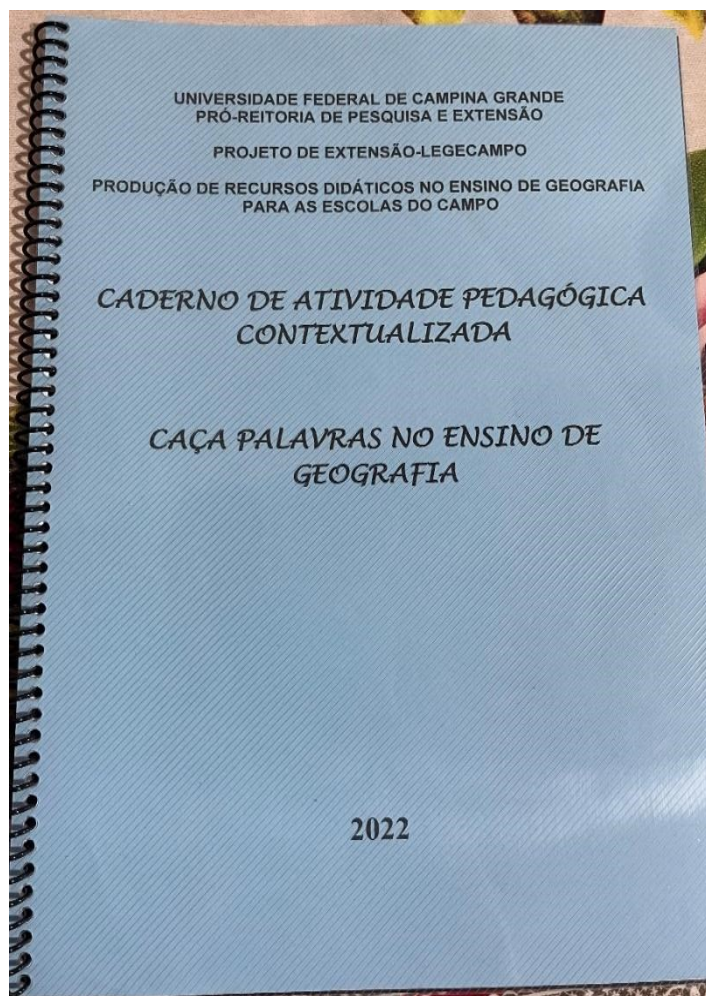 UNIVERSIDADE FEDERAL DE CAMPINA GRANDE
PRÓ-REITORIA DE PESQUISA E EXTENSÃO
PROJETO DE EXTENSÃO-LEGECAMPO
PRODUÇÃO DE RECURSOS DIDÁTICOS NO ENSINO DE GEOGRAFIA
PARA AS ESCOLAS DO CAMPO
CADERNO DE ATIVIDADE PEDAGÓGICA
CONTEXTUALIZADA
CAÇA PALAVRAS NO ENSINO DE
GEOGRAFIA
2022